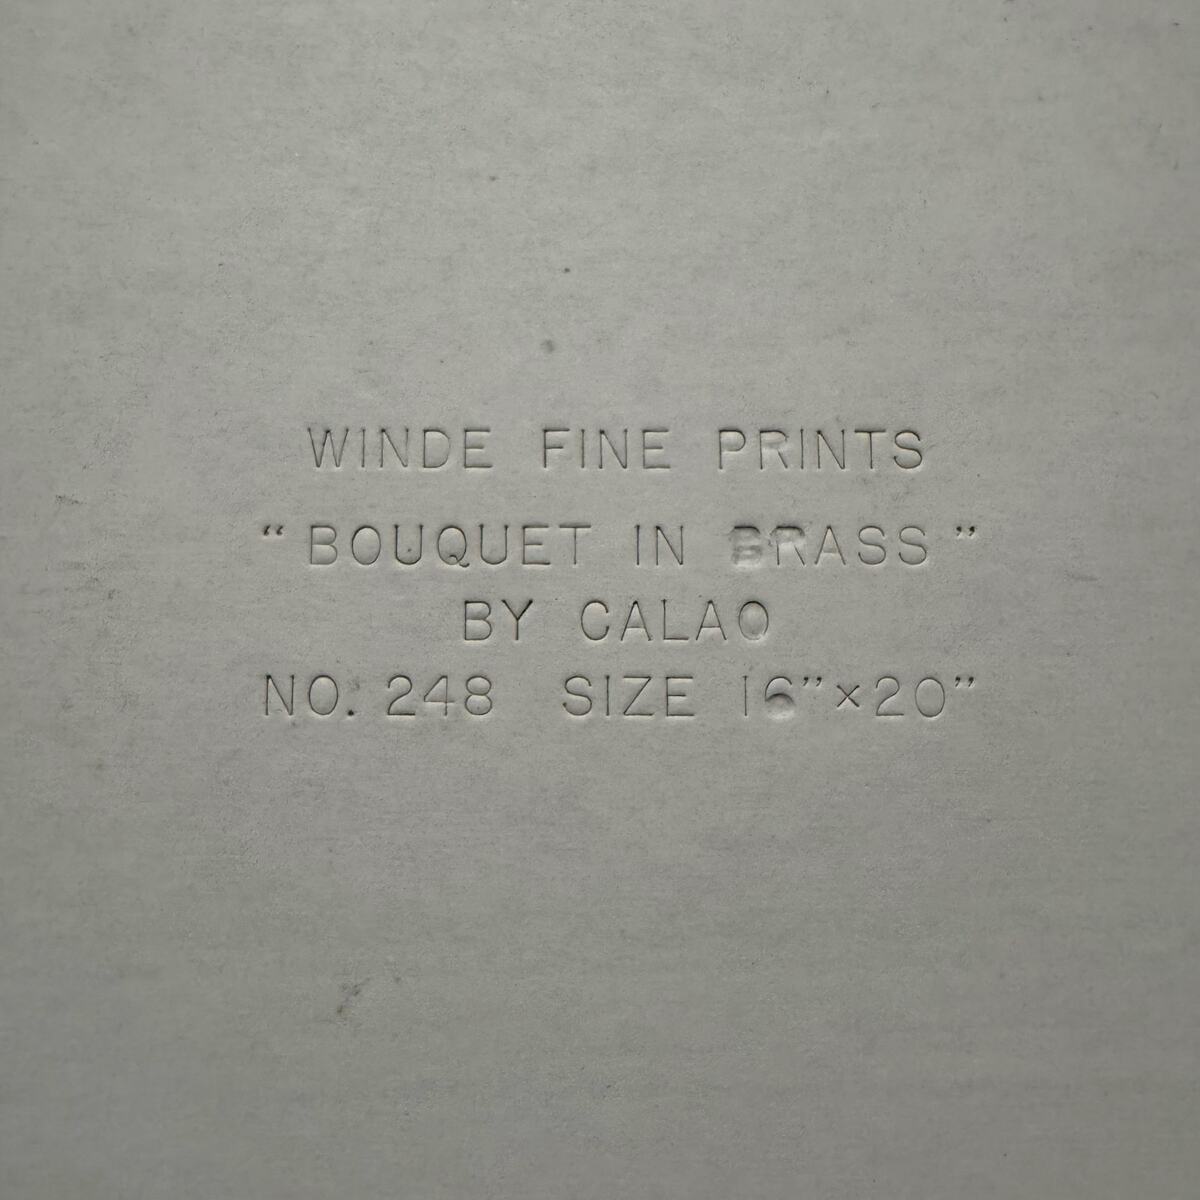 WINDE FINE PRINTS
“BOUQUET IN BRASS”
BY CALAO
NO. 248 SIZE 16”×20”